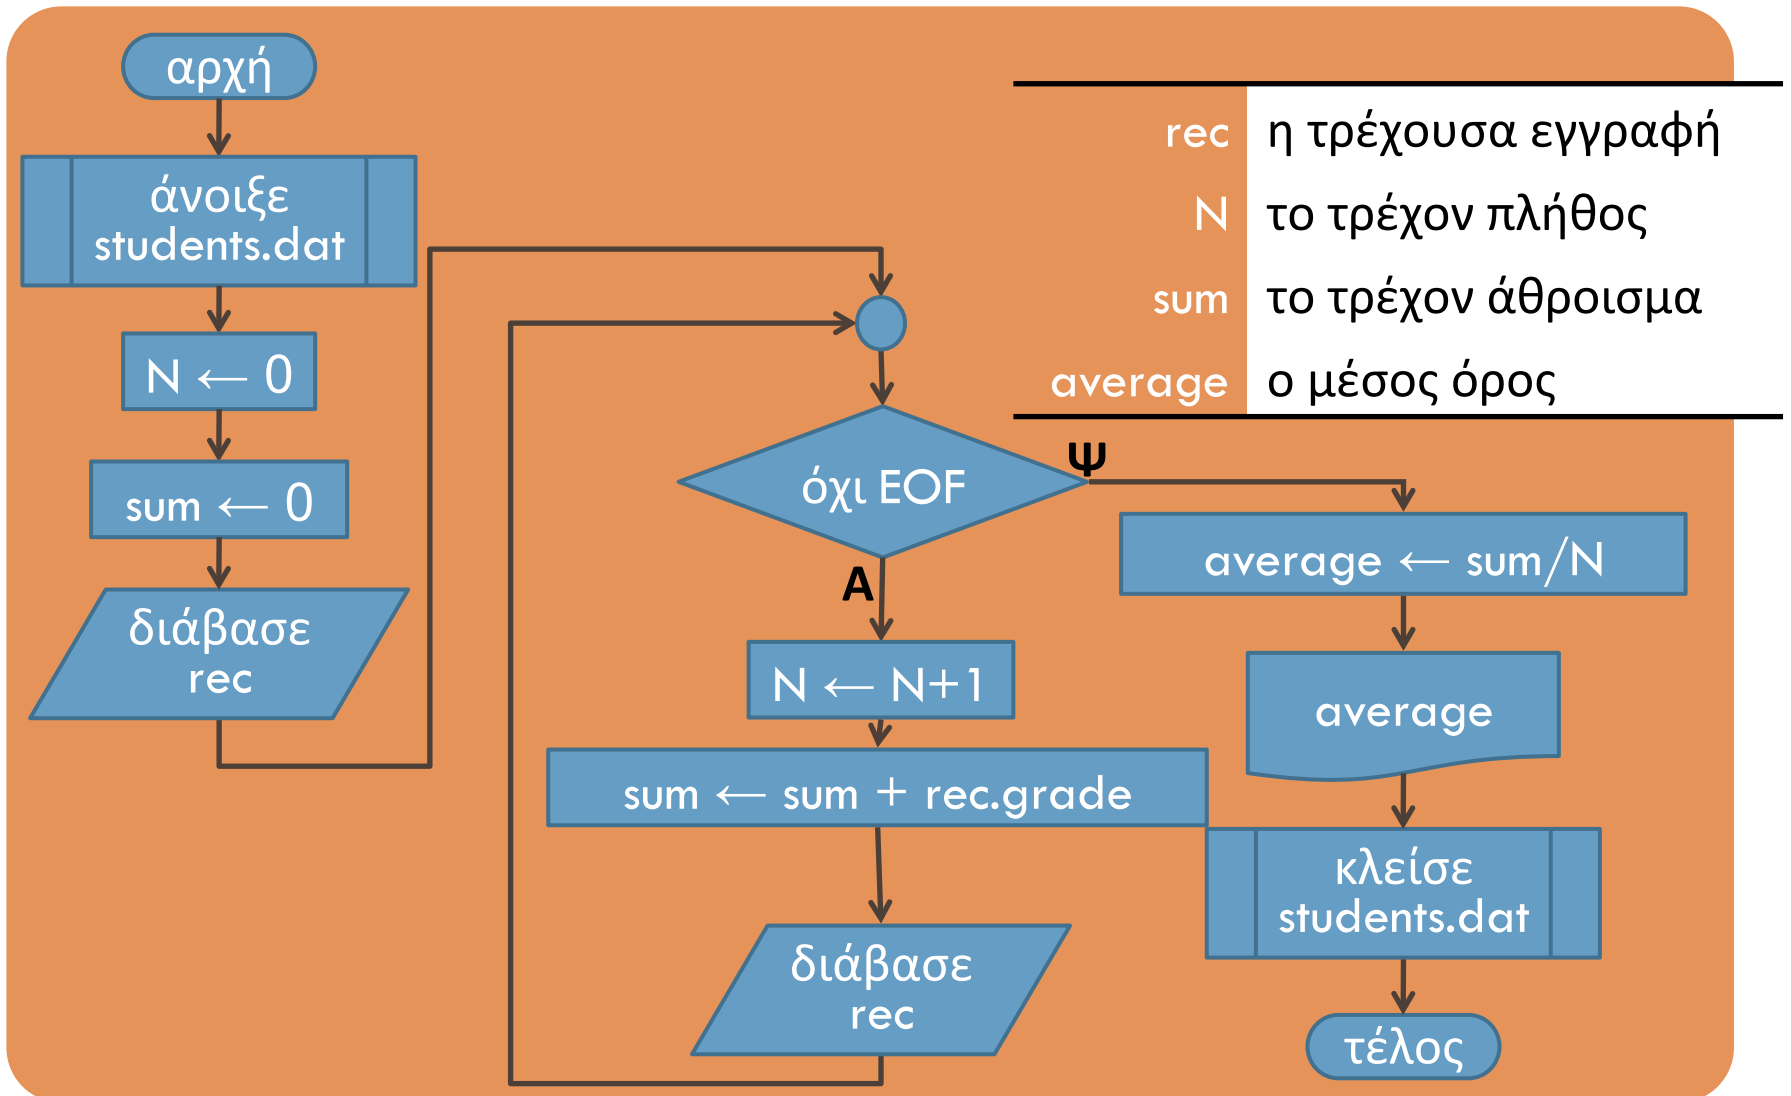 αρχή
άνοιξε
students.dat
N ← 0
sum ← 0
διάβασε
rec
όχι EOF
A
N ← N+1
sum ← sum + rec.grade
διάβασε
rec
Ψ
average ← sum/N
average
κλείσε
students.dat
τέλος
rec η τρέχουσα εγγραφή
N το τρέχον πλήθος
sum το τρέχον άθροισμα
average ο μέσος όρος